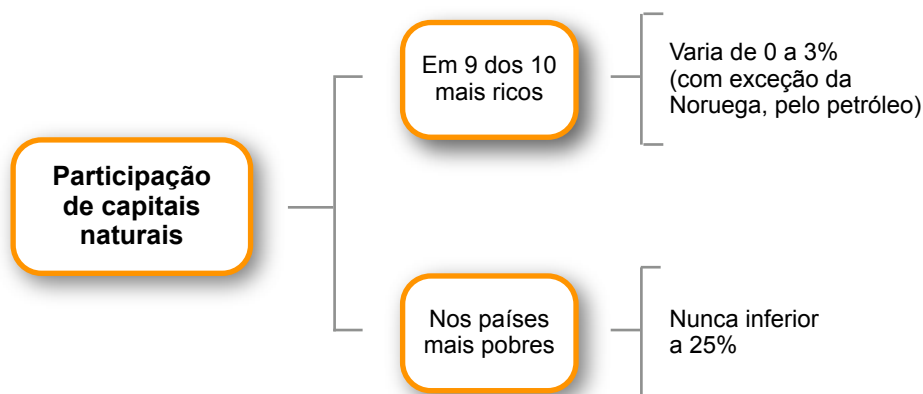 Participação
de capitais
naturais
Em 9 dos 10
mais ricos
Varia de 0 a 3%
(com exceção da
Noruega, pelo petróleo)
Nos países
mais pobres
Nunca inferior
a 25%